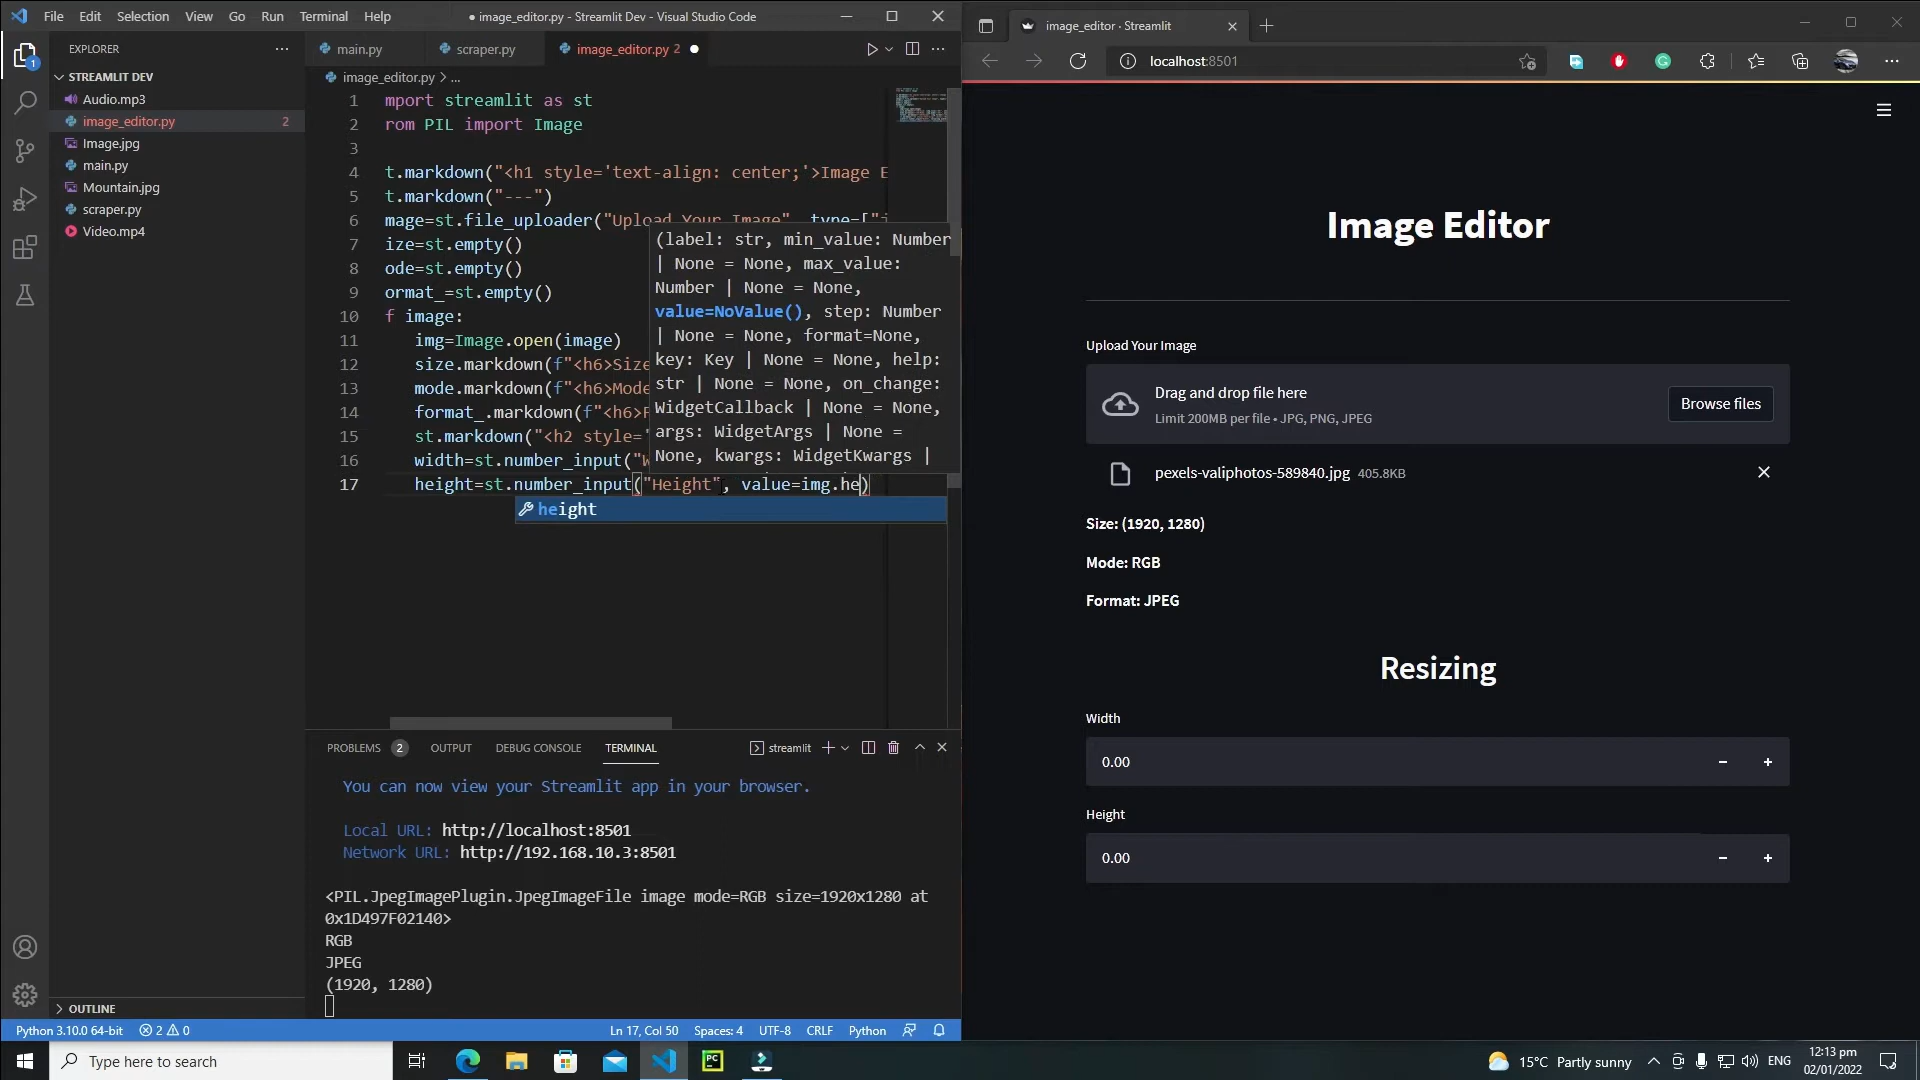 File Edit Selection View Go Run Terminal Help
● image_editor.py - Streamlit Dev - Visual Studio Code
EXPLORER
STREAMLIT DEV
Audio.mp3
image_editor.py 2
Image.jpg
main.py
Mountain.jpg
scraper.py
Video.mp4
OUTLINE
1
main.py scraper.py image_editor.py 2
image_editor.py > ...
1 mport streamlit as st
2 rom PIL import Image
3
4 t.markdown("<h1 style='text-align: center;'>Image E
5 t.markdown("---")
6 mage=st.file_uploader("Upload Your Image", type=["j
7 ize=st.empty()
8 ode=st.empty()
9 ormat_=st.empty()
10 f image:
11 img=Image.open(image)
12 size.markdown(f"<h6>Size
13 mode.markdown(f"<h6>Mode
14 format_.markdown(f"<h6>F
15 st.markdown("<h2 style='
16 width=st.number_input("W
17 height=st.number_input("Height", value=img.he)
height
(label: str, min_value: Number
| None = None, max_value:
Number | None = None,
value=NoValue(), step: Number
| None = None, format=None,
key: Key | None = None, help:
str | None = None, on_change:
WidgetCallback | None = None,
args: WidgetArgs | None =
None, kwargs: WidgetKwargs |
PROBLEMS 2 OUTPUT DEBUG CONSOLE TERMINAL
streamlit
You can now view your Streamlit app in your browser.
Local URL: http://localhost:8501
Network URL: http://192.168.10.3:8501
<PIL.JpegImagePlugin.JpegImageFile image mode=RGB size=1920x1280 at
0x1D497F02140>
RGB
JPEG
(1920, 1280)
Python 3.10.0 64-bit 2 0 Ln 17, Col 50 Spaces: 4 UTF-8 CRLF Python
image_editor · Streamlit
localhost:8501
Image Editor
Upload Your Image
Drag and drop file here
Limit 200MB per file • JPG, PNG, JPEG
Browse files
pexels-valiphotos-589840.jpg 405.8KB
Size: (1920, 1280)
Mode: RGB
Format: JPEG
Resizing
Width
0.00 - +
Height
0.00 - +
Type here to search
PC
15°C Partly sunny
ENG
12:13 pm
02/01/2022